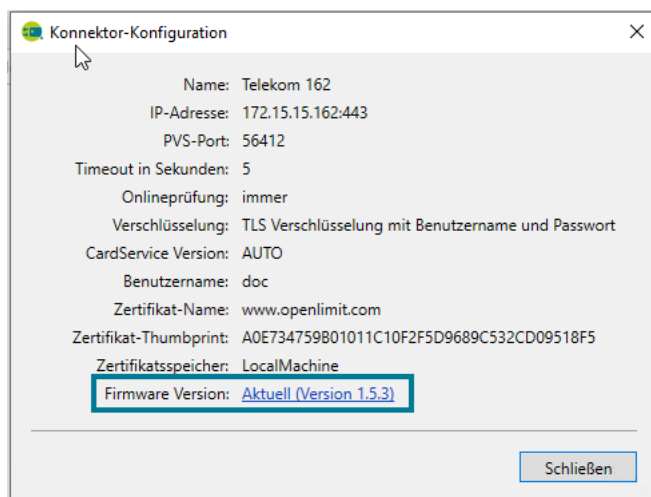 Konnektor-Konfiguration
Name: Telekom 162
IP-Adresse: 172.15.15.162:443
PVS-Port: 56412
Timeout in Sekunden: 5
Onlineprüfung: immer
Verschlüsselung: TLS Verschlüsselung mit Benutzername und Passwort
CardService Version: AUTO
Benutzername: doc
Zertifikat-Name: www.openlimit.com
Zertifikat-Thumbprint: A0E734759B01011C10F2F5D9689C532CD09518F5
Zertifikatsspeicher: LocalMachine
Firmware Version: Aktuell (Version 1.5.3)
Schließen